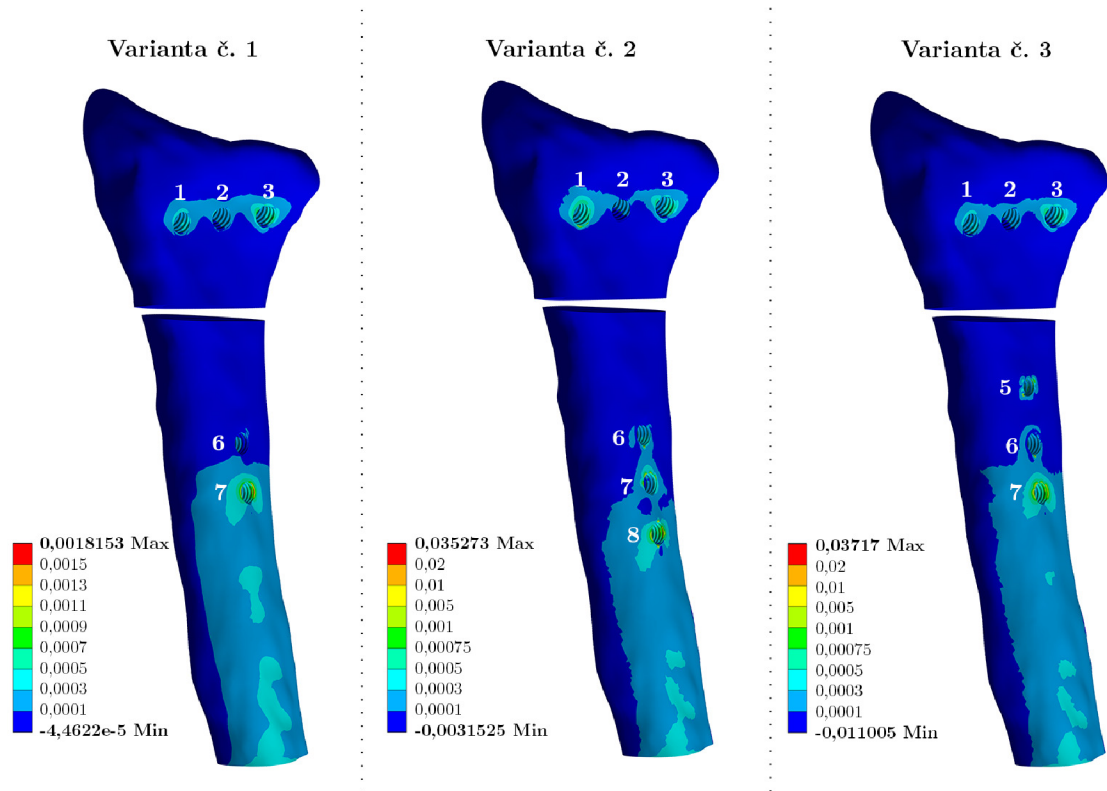 Varianta č. 1
1 2 3
6
7
0,0018153 Max
0,0015
0,0013
0,0011
0,0009
0,0007
0,0005
0,0003
0,0001
-4,4622e-5 Min
Varianta č. 2
1 2 3
6
7
8
0,035273 Max
0,02
0,01
0,005
0,001
0,00075
0,0005
0,0003
0,0001
-0,0031525 Min
Varianta č. 3
1 2 3
5
6
7
0,03717 Max
0,02
0,01
0,005
0,001
0,00075
0,0005
0,0003
0,0001
-0,011005 Min